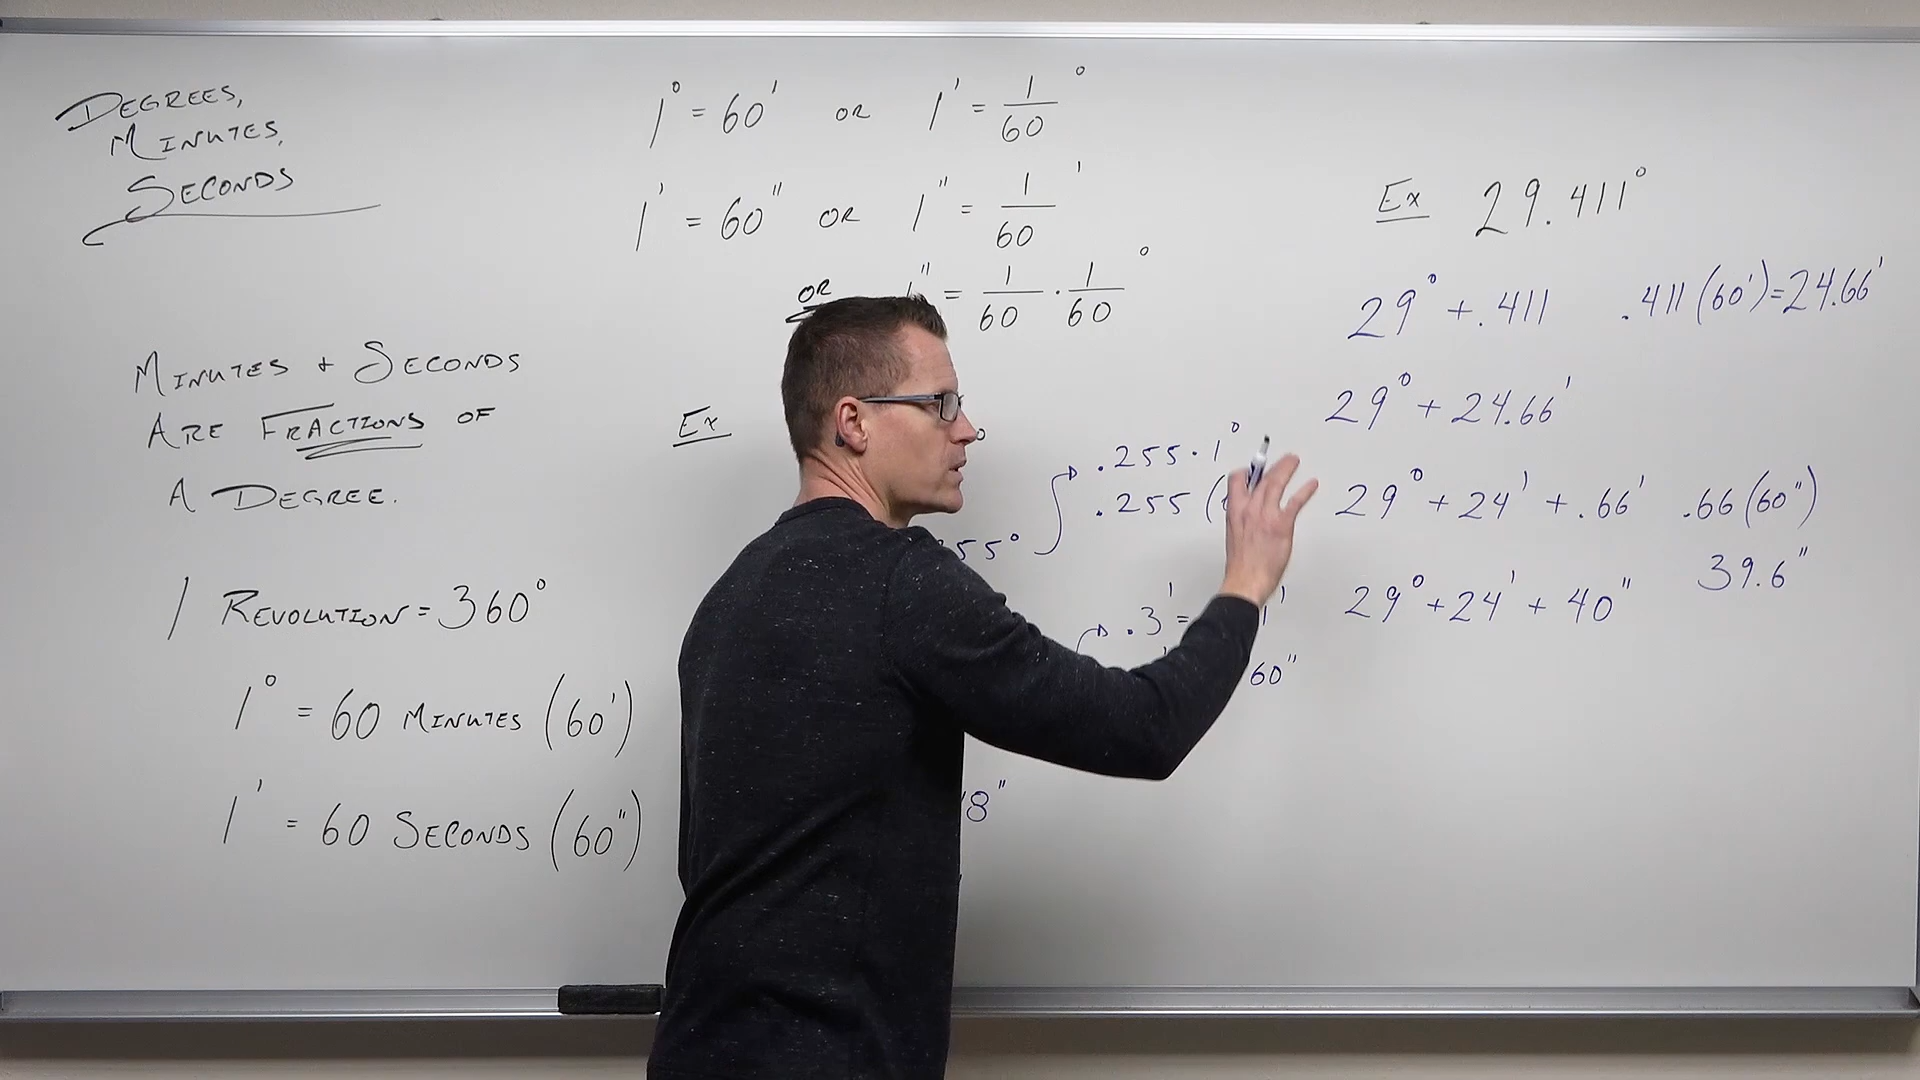 DEGREES,
MINUTES,
SECONDS
MINUTES + SECONDS
ARE FRACTIONS OF
A DEGREE.
1 REVOLUTION = 360°
1° = 60 MINUTES (60')
1' = 60 SECONDS (60")
1° = 60' OR 1' = 1/60 °
1' = 60" OR 1" = 1/60 '
OR 1" = 1/60 · 1/60 °
Ex
.255 · 1°
.255 (
55°
.3' =
60"
8"
Ex 29.411°
29° + .411 .411 (60') = 24.66'
29° + 24.66'
29° + 24' + .66' .66 (60")
39.6"
29° + 24' + 40"